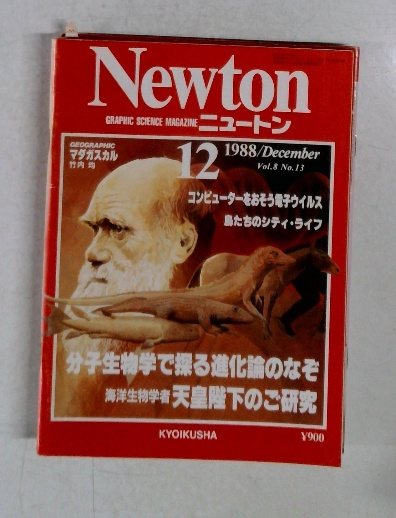 Newton
GRAPHIC SCIENCE MAGAZINE ニュートン
GEOGRAPHIC
マダガスカル
竹内 均
12 1988/December
Vol.8 No.13
コンピューターをおそう電子ウイルス
鳥たちのシティ・ライフ
分子生物学で探る進化論のなぞ
海洋生物学者 天皇陛下のご研究
KYOIKUSHA
¥900